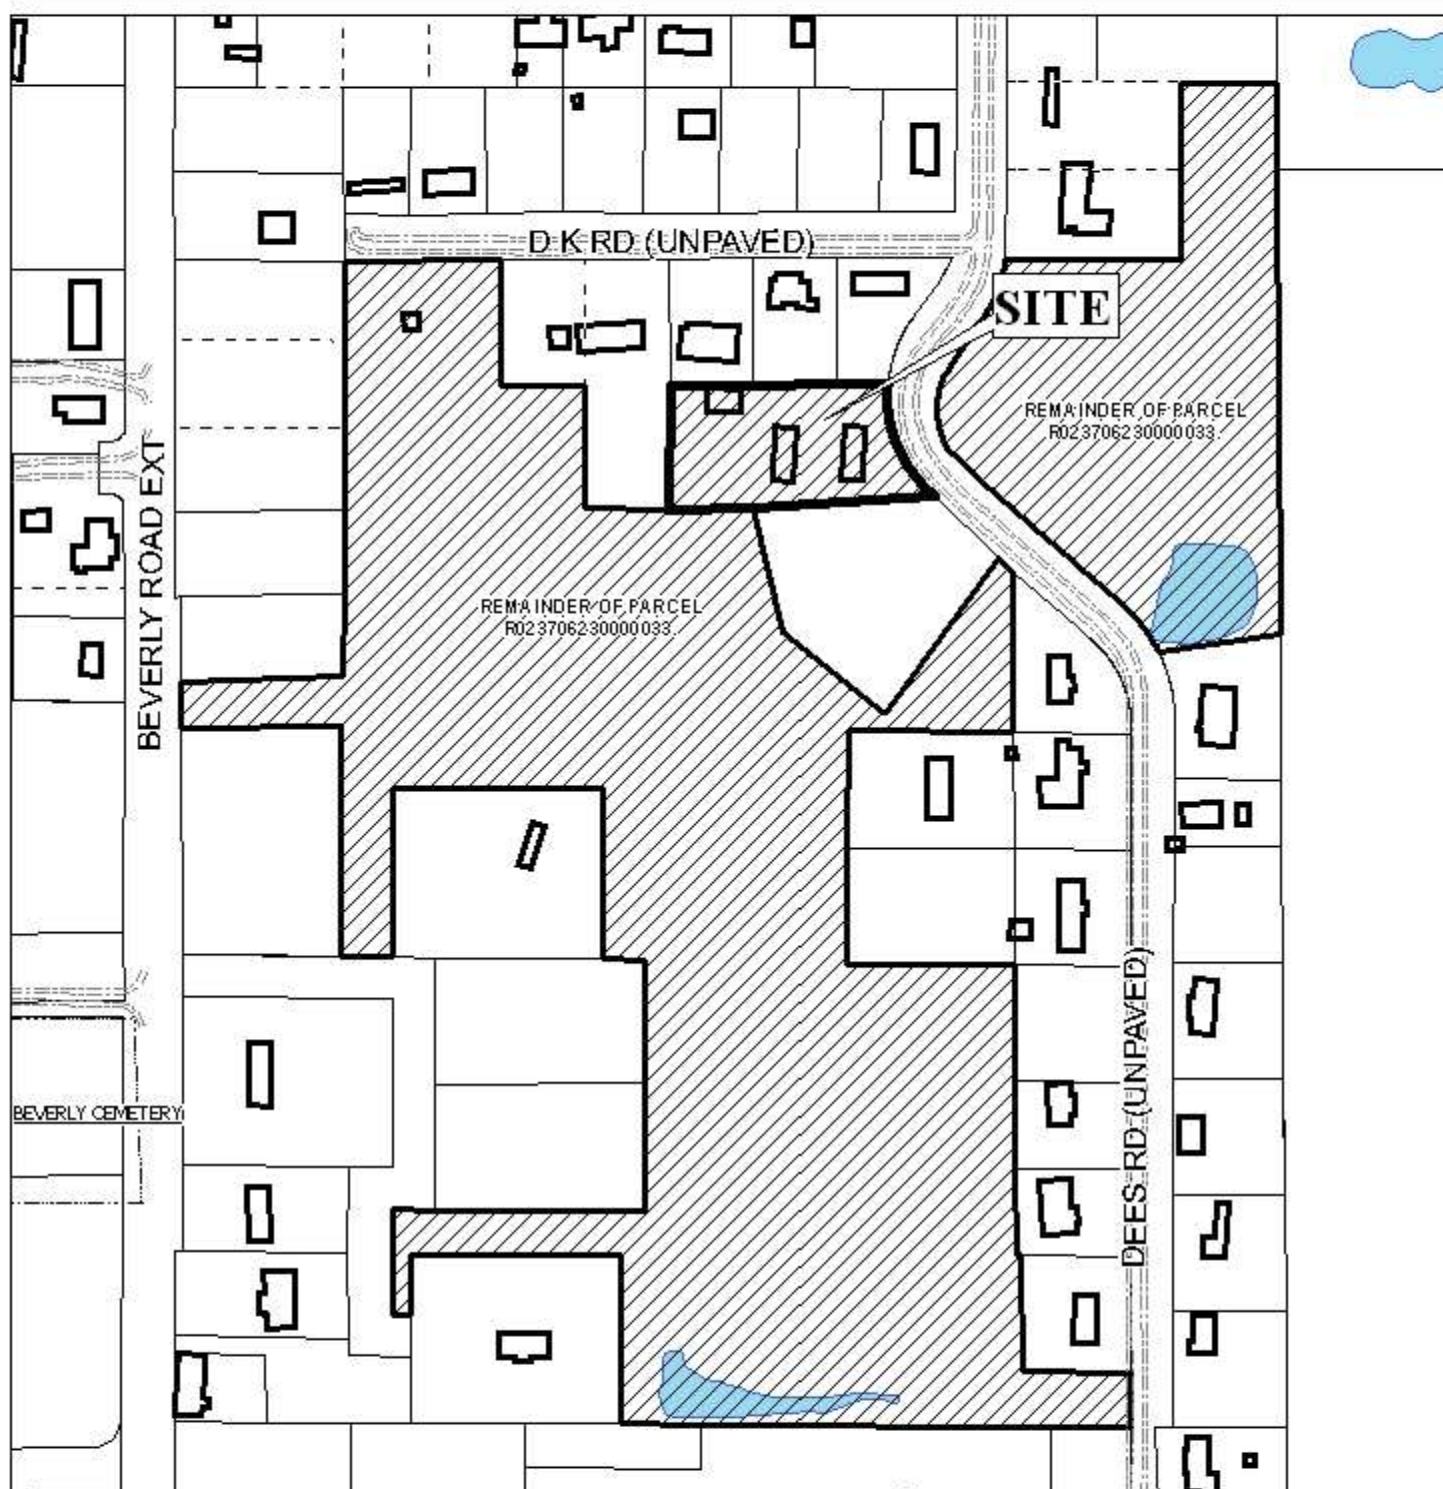 D K RD (UNPAVED)
SITE
REMAINDER OF PARCEL
R023706230000033.
BEVERLY ROAD EXT
REMAINDER OF PARCEL
R023706230000033.
DEES RD (UNPAVED)
BEVERLY CEMETERY